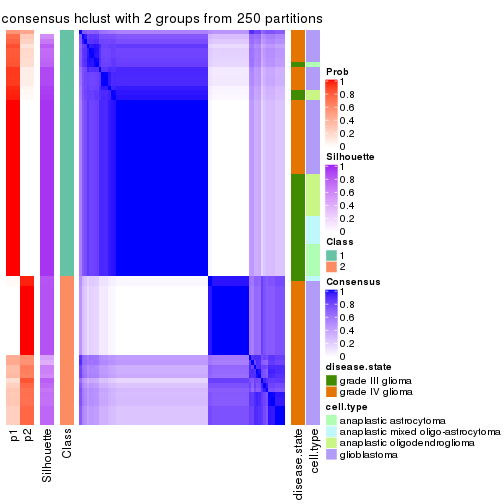 consensus hclust with 2 groups from 250 partitions
Prob
1
0.8
0.6
0.4
0.2
0
Silhouette
1
0.8
0.6
0.4
0.2
0
Class
1
2
Consensus
1
0.8
0.6
0.4
0.2
0
disease.state
grade III glioma
grade IV glioma
cell.type
anaplastic astrocytoma
anaplastic mixed oligo-astrocytoma
anaplastic oligodendroglioma
glioblastoma
p1
p2
Silhouette
Class
disease.state
cell.type